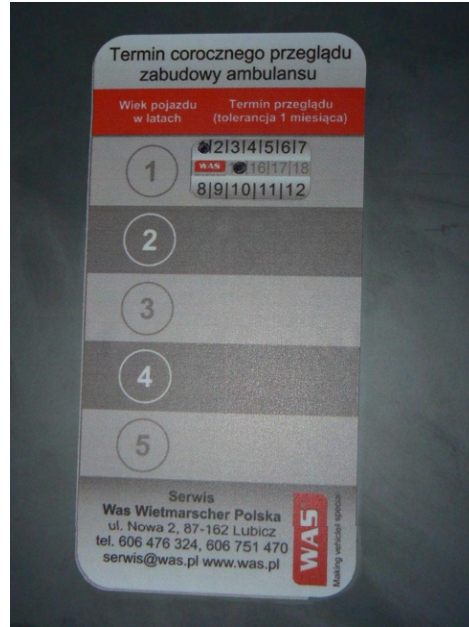 Termin corocznego przeglądu
zabudowy ambulansu
Wiek pojazdu
w latach
Termin przeglądu
(tolerancja 1 miesiąca)
1
2|3|4|5|6|7
WAS 16|17|18
8|9|10|11|12
2
3
4
5
Serwis
Was Wietmarscher Polska
ul. Nowa 2, 87-162 Lubicz
tel. 606 476 324, 606 751 470
serwis@was.pl www.was.pl
WAS
Making vehicles special